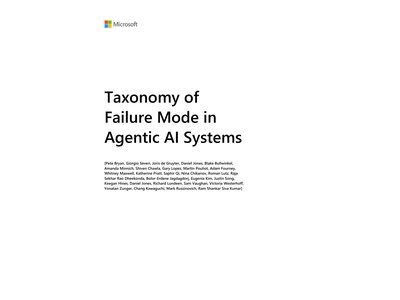 Microsoft
Taxonomy of
Failure Mode in
Agentic AI Systems
[Pete Bryan, Giorgio Severi, Joris de Gruyter, Daniel Jones, Blake Bullwinkel,
Amanda Minnich, Shiven Chawla, Gary Lopez, Martin Pouliot, Adam Fourney,
Whitney Maxwell, Katherine Pratt, Saphir Qi, Nina Chikanov, Roman Lutz, Raja
Sekhar Rao Dheekonda, Bolor-Erdene Jagdagdorj, Eugenia Kim, Justin Song,
Keegan Hines, Daniel Jones, Richard Lundeen, Sam Vaughan, Victoria Westerhoff,
Yonatan Zunger, Chang Kawaguchi, Mark Russinovich, Ram Shankar Siva Kumar]